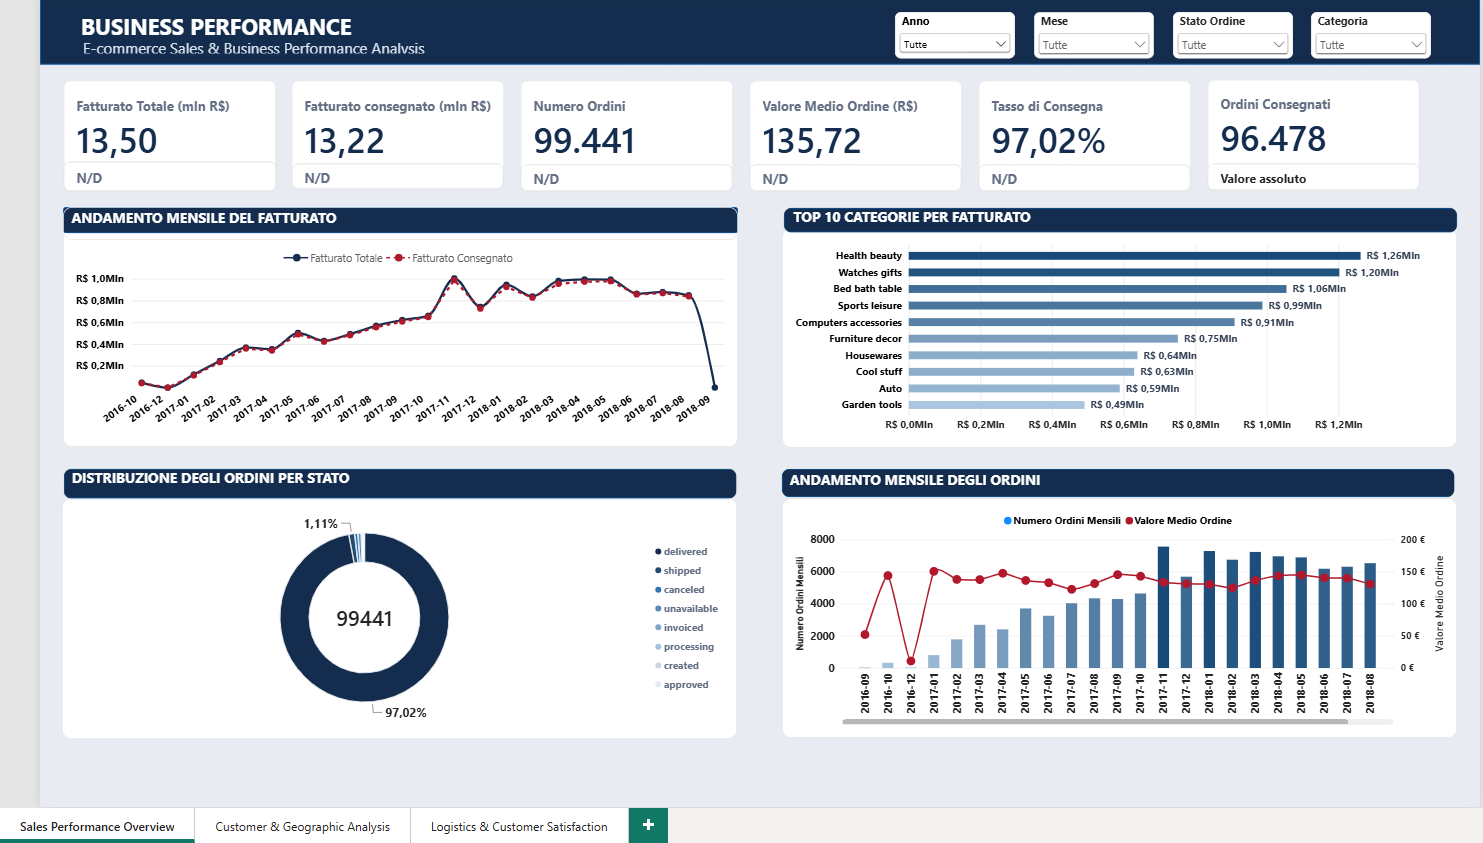 BUSINESS PERFORMANCE
E-commerce Sales & Business Performance Analysis
Anno
Tutte
Mese
Tutte
Stato Ordine
Tutte
Categoria
Tutte
Fatturato Totale (mln R$)
13,50
N/D
Fatturato consegnato (mln R$)
13,22
N/D
Numero Ordini
99.441
N/D
Valore Medio Ordine (R$)
135,72
N/D
Tasso di Consegna
97,02%
N/D
Ordini Consegnati
96.478
Valore assoluto
ANDAMENTO MENSILE DEL FATTURATO
Fatturato Totale
Fatturato Consegnato
R$ 1,0Mln
R$ 0,8Mln
R$ 0,6Mln
R$ 0,4Mln
R$ 0,2Mln
2016-10
2016-12
2017-01
2017-02
2017-03
2017-04
2017-05
2017-06
2017-07
2017-08
2017-09
2017-10
2017-11
2017-12
2018-01
2018-02
2018-03
2018-04
2018-05
2018-06
2018-07
2018-08
2018-09
TOP 10 CATEGORIE PER FATTURATO
Health beauty R$ 1,26Mln
Watches gifts R$ 1,20Mln
Bed bath table R$ 1,06Mln
Sports leisure R$ 0,99Mln
Computers accessories R$ 0,91Mln
Furniture decor R$ 0,75Mln
Housewares R$ 0,64Mln
Cool stuff R$ 0,63Mln
Auto R$ 0,59Mln
Garden tools R$ 0,49Mln
R$ 0,0Mln R$ 0,2Mln R$ 0,4Mln R$ 0,6Mln R$ 0,8Mln R$ 1,0Mln R$ 1,2Mln
DISTRIBUZIONE DEGLI ORDINI PER STATO
1,11%
99441
97,02%
delivered
shipped
canceled
unavailable
invoiced
processing
created
approved
ANDAMENTO MENSILE DEGLI ORDINI
Numero Ordini Mensili
Valore Medio Ordine
Numero Ordini Mensili
8000
6000
4000
2000
0
200 €
150 €
100 €
50 €
0 €
Valore Medio Ordine
2016-09
2016-10
2016-12
2017-01
2017-02
2017-03
2017-04
2017-05
2017-06
2017-07
2017-08
2017-09
2017-10
2017-11
2017-12
2018-01
2018-02
2018-03
2018-04
2018-05
2018-06
2018-07
2018-08
Sales Performance Overview
Customer & Geographic Analysis
Logistics & Customer Satisfaction
+